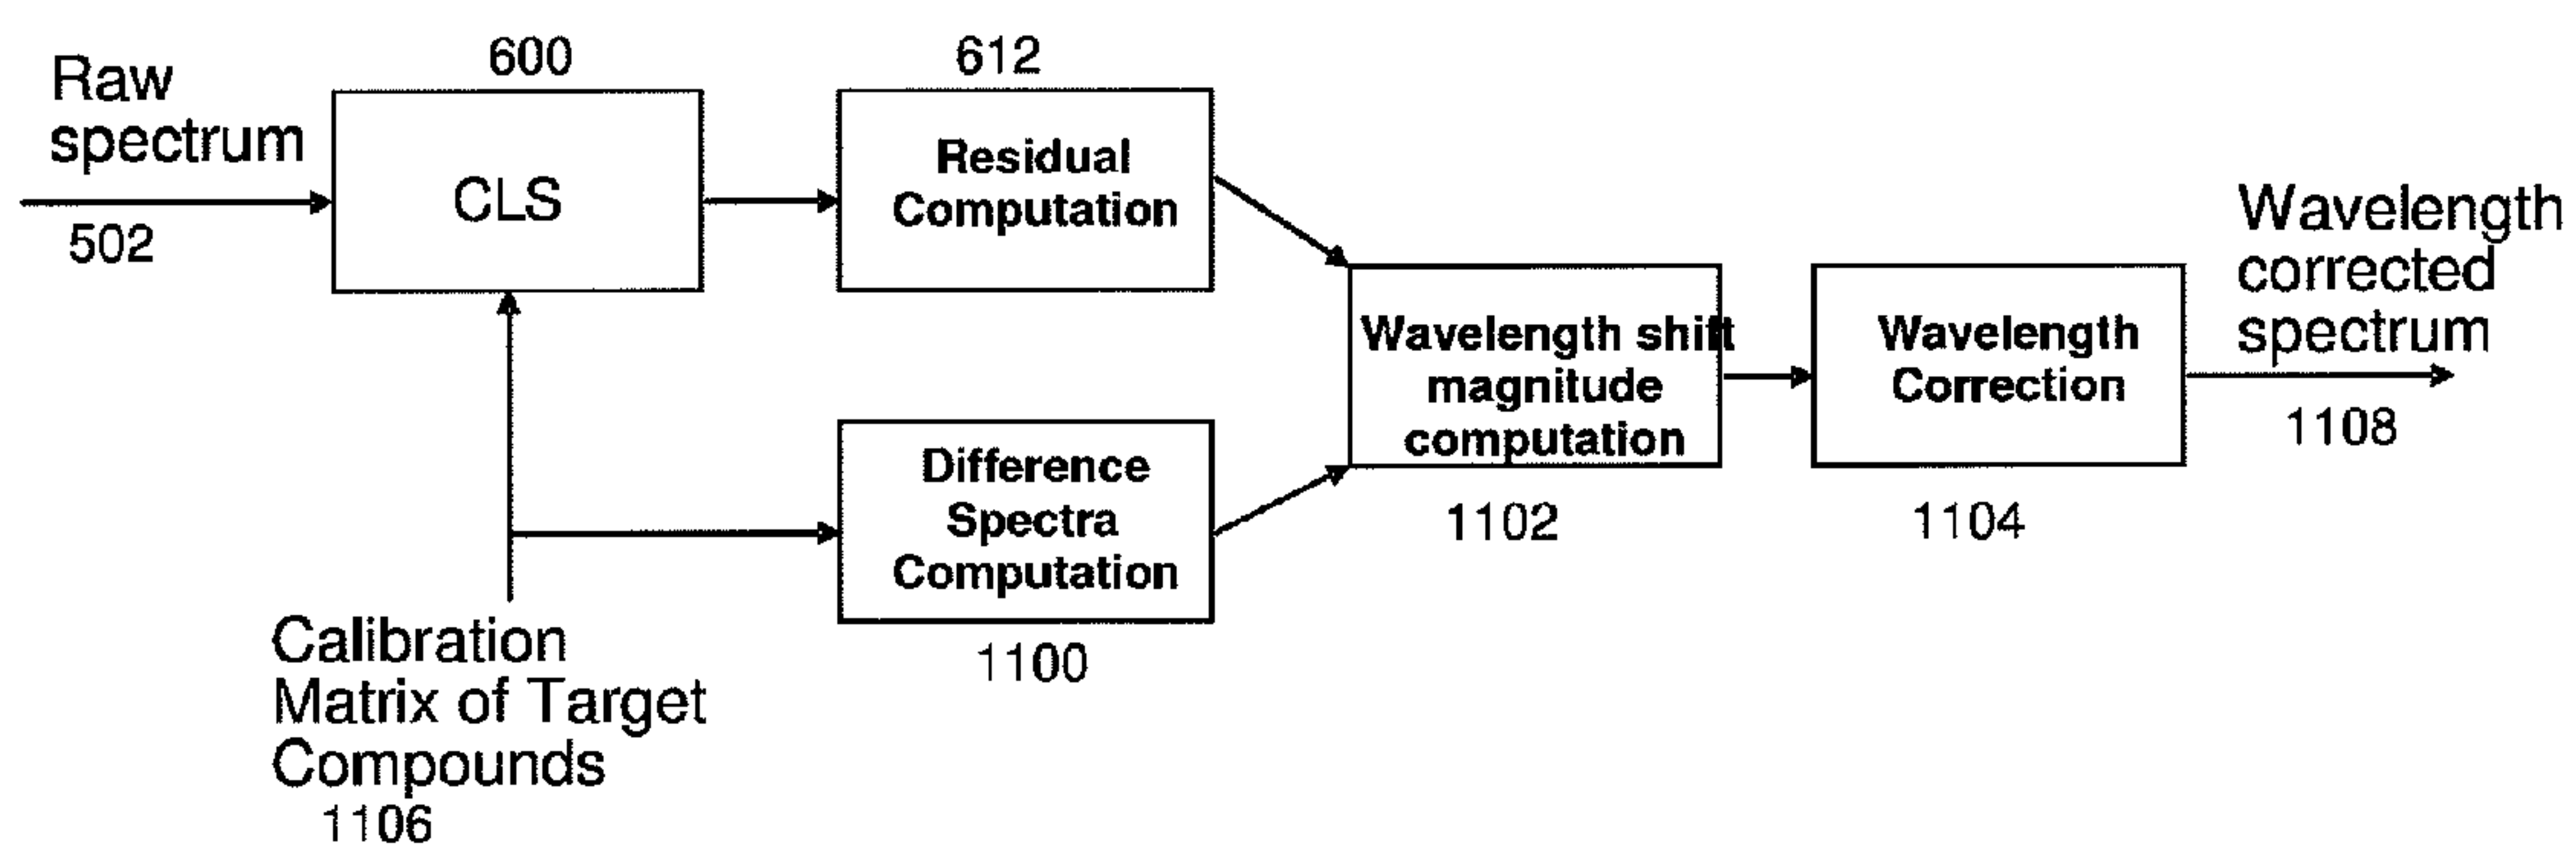 Raw
spectrum
502
600
CLS
612
Residual
Computation
Difference
Spectra
Computation
1100
Calibration
Matrix of Target
Compounds
1106
Wavelength shift
magnitude
computation
1102
Wavelength
Correction
1104
Wavelength
corrected
spectrum
1108